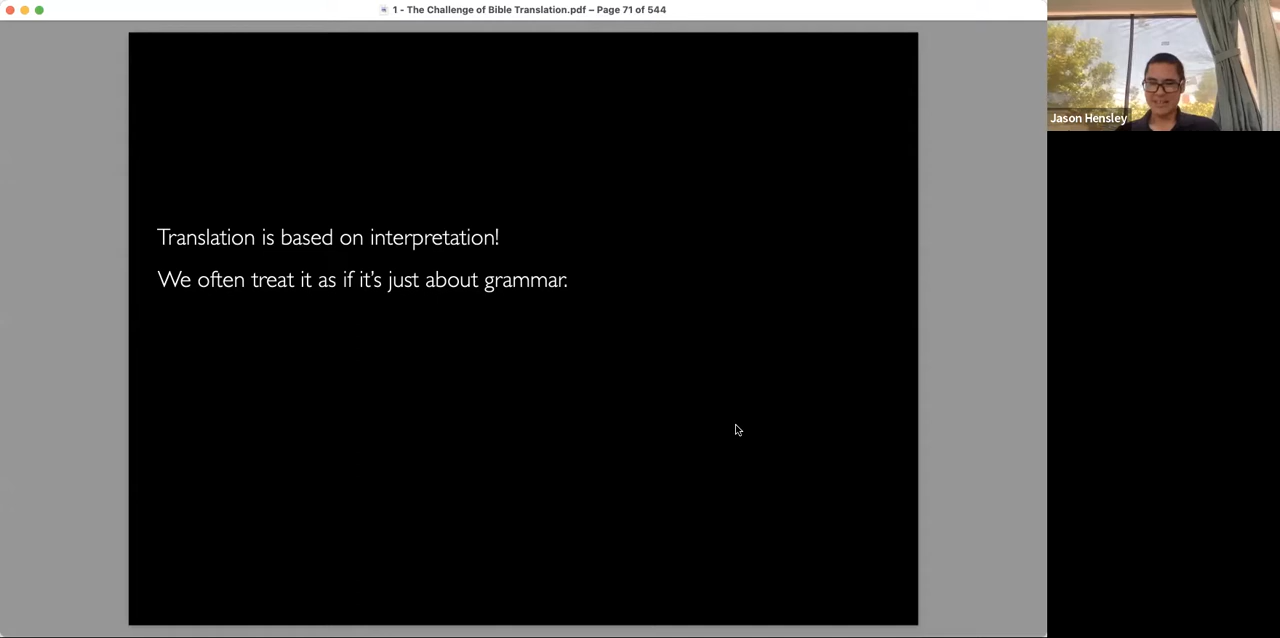 1 - The Challenge of Bible Translation.pdf – Page 71 of 544
Jason Hensley
Translation is based on interpretation!
We often treat it as if it's just about grammar.